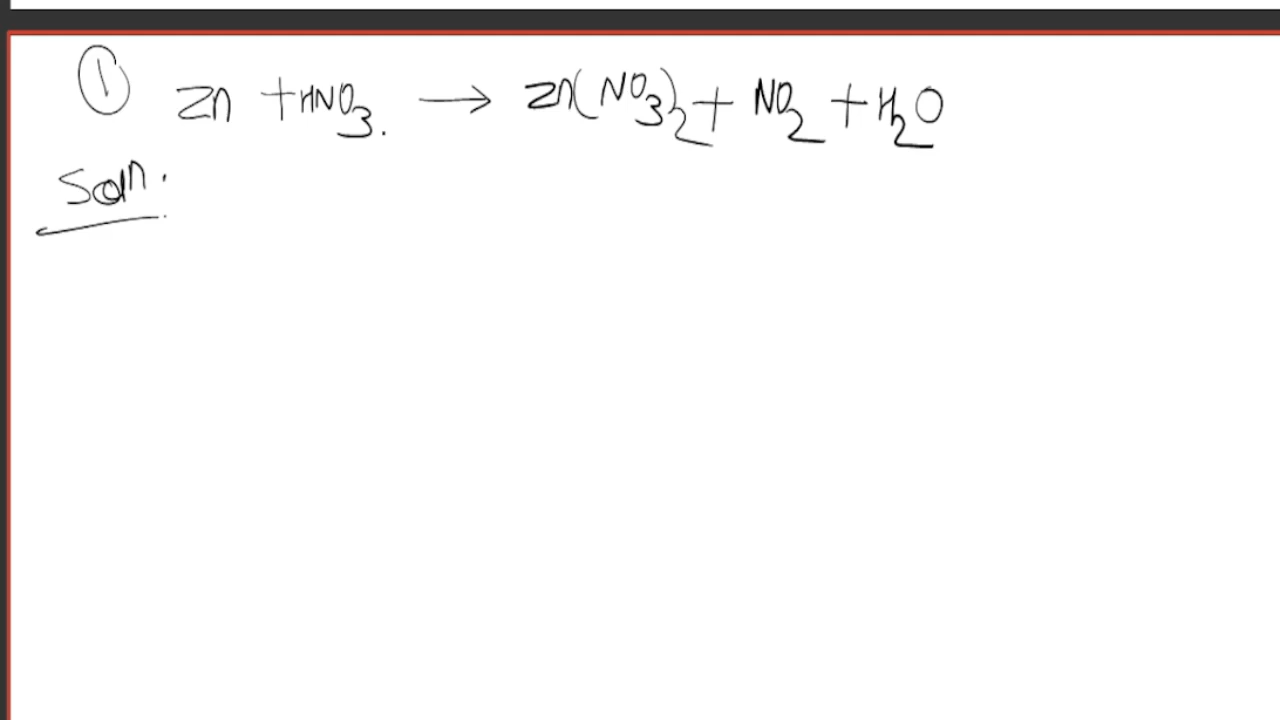 ① Zn + HNO₃. → Zn(NO₃)₂ + NO₂ + H₂O
Soln.